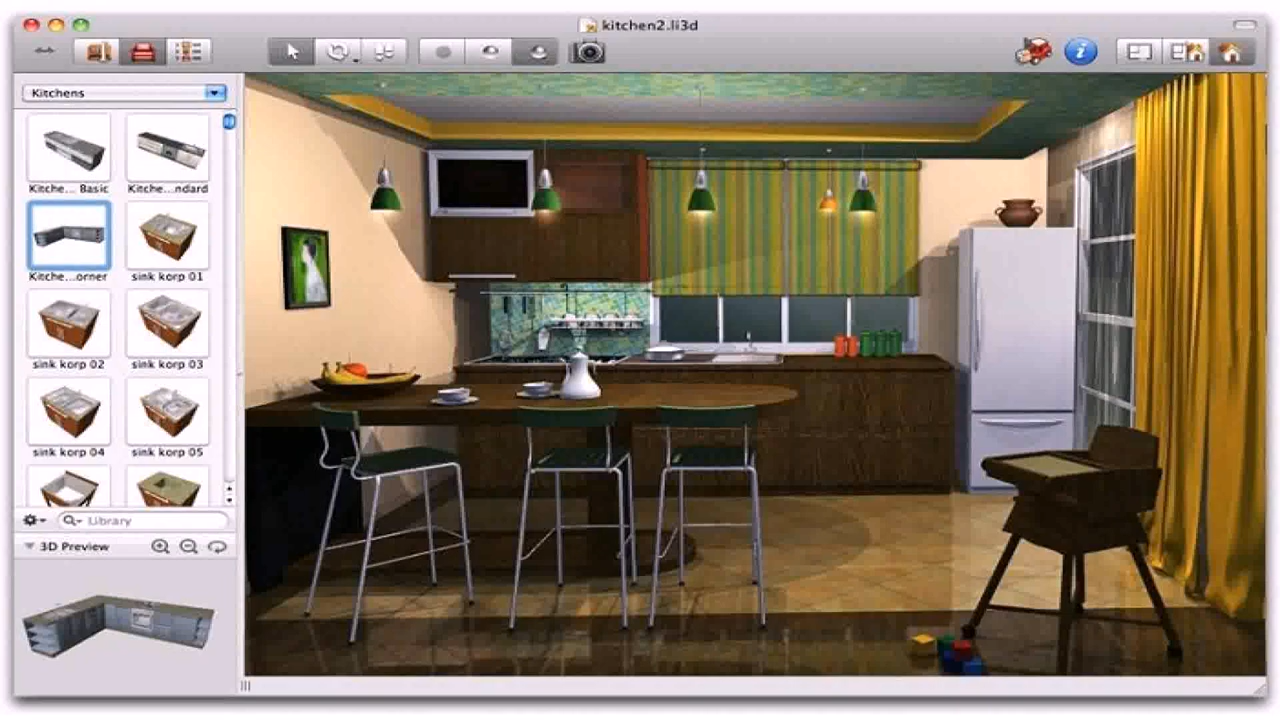 kitchen2.li3d
Kitchens
Kitche... Basic
Kitche...ndard
Kitche...orner
sink korp 01
sink korp 02
sink korp 03
sink korp 04
sink korp 05
Library
3D Preview